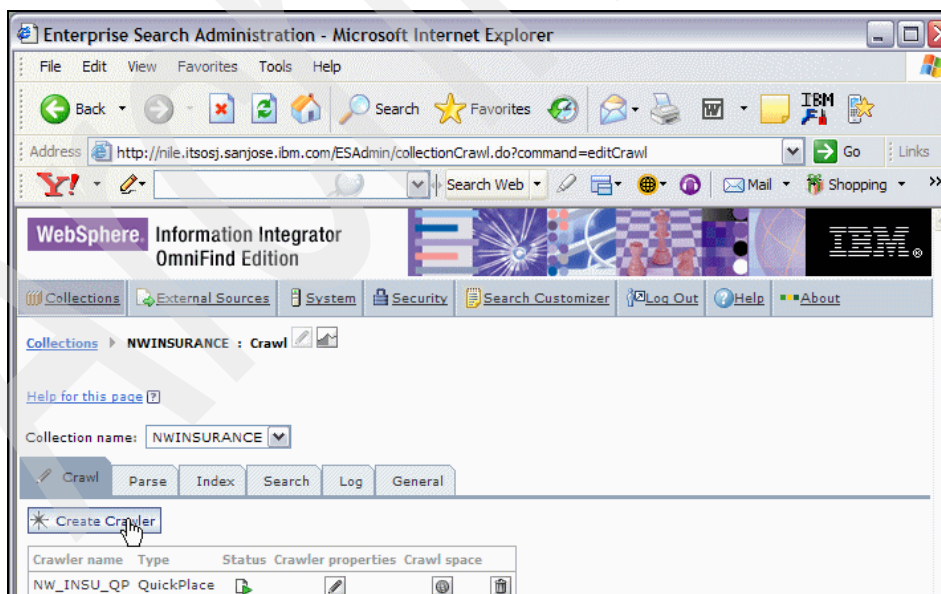 Enterprise Search Administration - Microsoft Internet Explorer
File Edit View Favorites Tools Help
Back Search Favorites IBM
Address http://nile.itsosj.sanjose.ibm.com/ESAdmin/collectionCrawl.do?command=editCrawl Go Links
Y! Search Web Mail Shopping »
WebSphere. Information Integrator
OmniFind Edition
IBM®
Collections External Sources System Security Search Customizer Log Out Help About
Collections NWINSURANCE : Crawl
Help for this page ?
Collection name: NWINSURANCE
Crawl Parse Index Search Log General
Create Crawler
Crawler name Type Status Crawler properties Crawl space
NW_INSU_QP QuickPlace